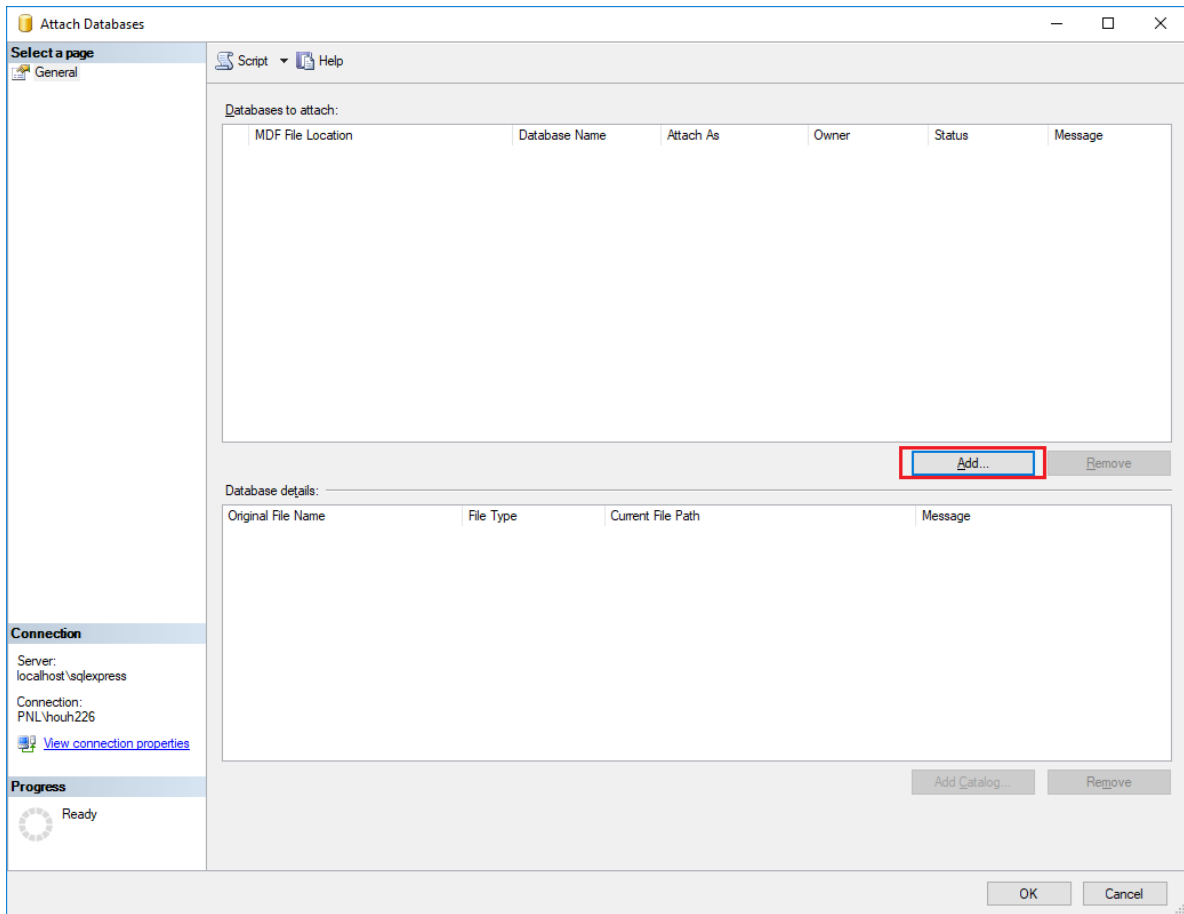 Attach Databases
Select a page
General
Script Help
Databases to attach:
MDF File Location Database Name Attach As Owner Status Message
Add... Remove
Database details:
Original File Name File Type Current File Path Message
Add Catalog... Remove
Connection
Server:
localhost\sqlexpress
Connection:
PNL\houh226
View connection properties
Progress
Ready
OK Cancel